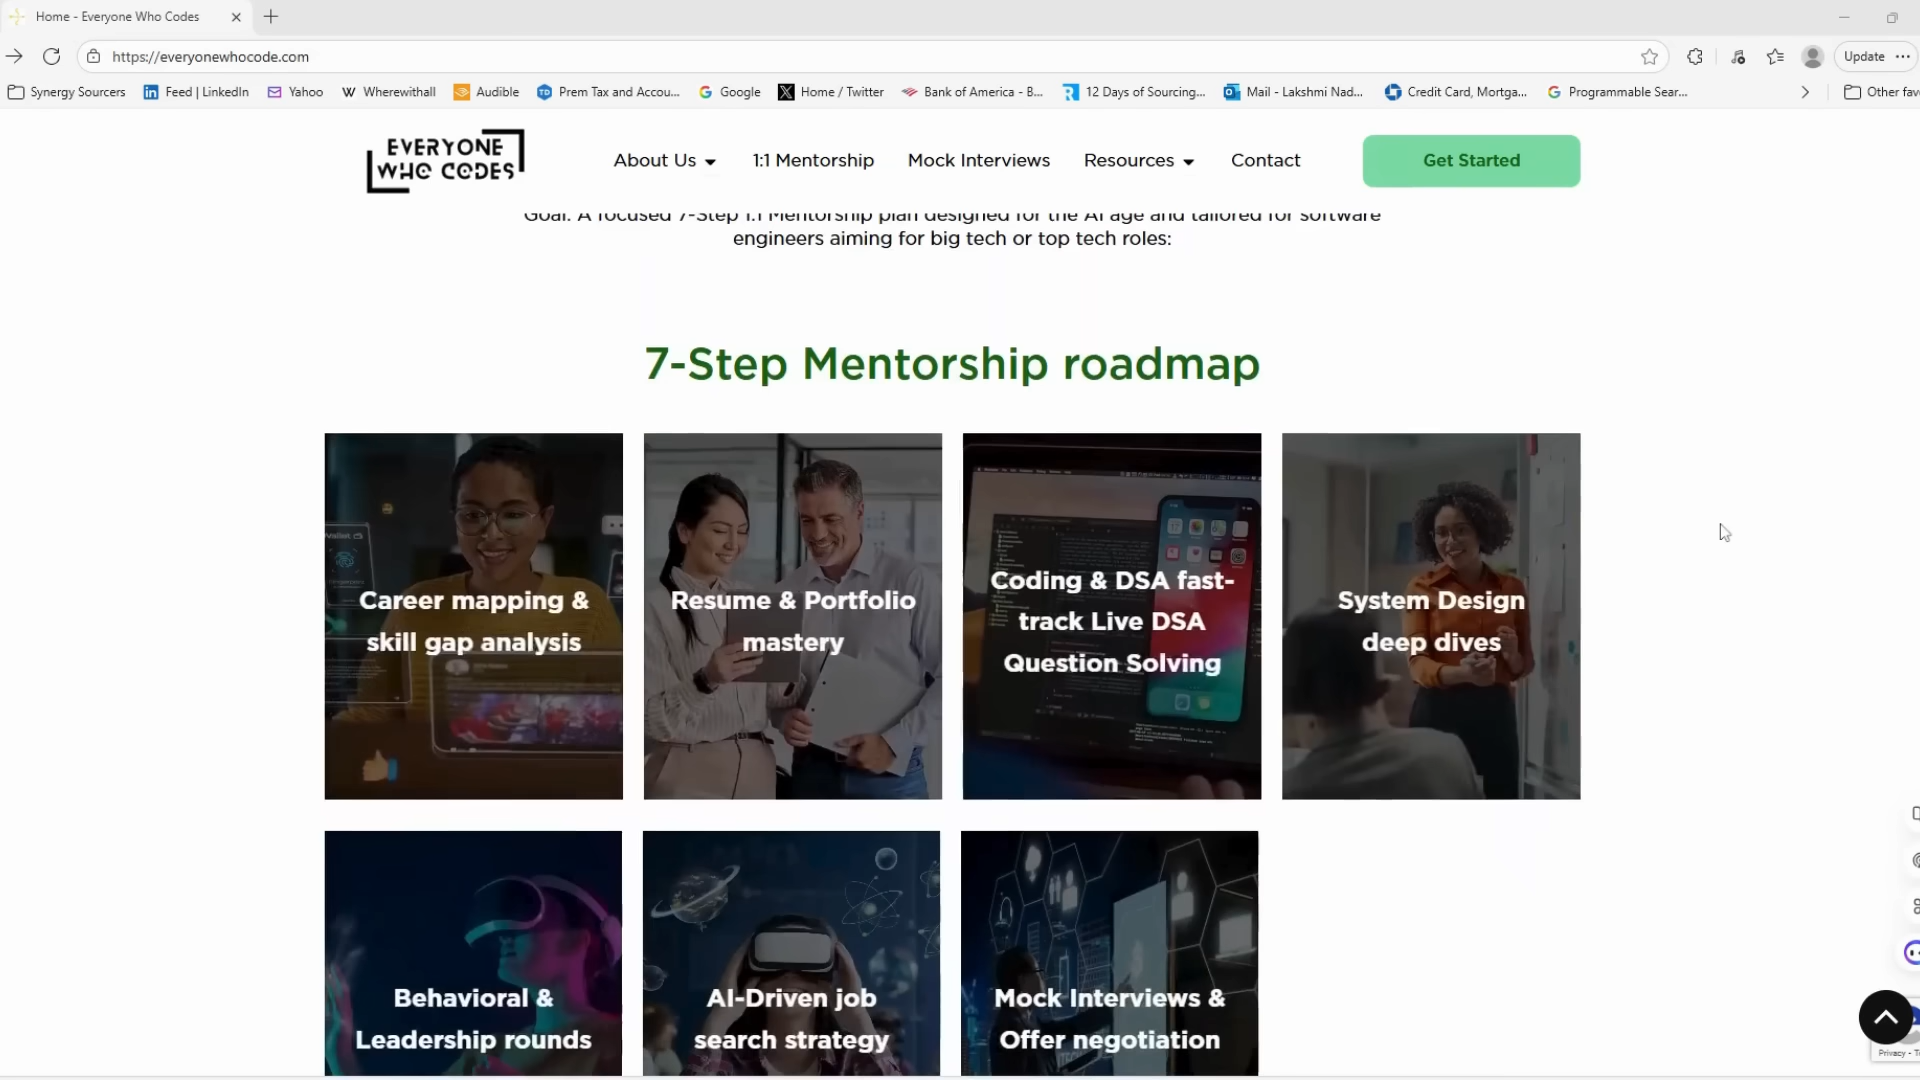 Home - Everyone Who Codes
https://everyonewhocode.com
Update
Synergy Sourcers
Feed | LinkedIn
Yahoo
Wherewithall
Audible
Prem Tax and Accou...
Google
Home / Twitter
Bank of America - B...
12 Days of Sourcing...
Mail - Lakshmi Nad...
Credit Card, Mortga...
Programmable Sear...
Other fav
EVERYONE
WHO CODES
About Us
1:1 Mentorship
Mock Interviews
Resources
Contact
Get Started
Goal: A focused 7-Step 1:1 Mentorship plan designed for the AI age and tailored for software
engineers aiming for big tech or top tech roles:
7-Step Mentorship roadmap
Career mapping &
skill gap analysis
Resume & Portfolio
mastery
Coding & DSA fast-
track Live DSA
Question Solving
System Design
deep dives
Behavioral &
Leadership rounds
AI-Driven job
search strategy
Mock Interviews &
Offer negotiation
Privacy - T